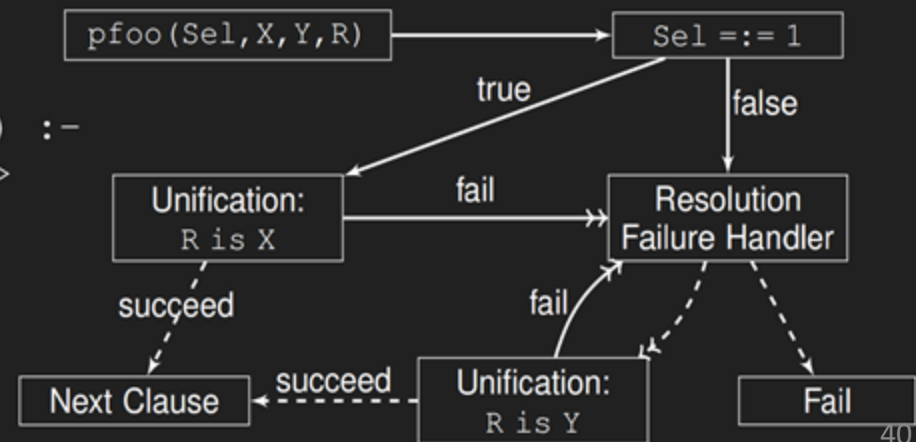 pfoo(Sel,X,Y,R)
Sel =:= 1
true
false
) :-
>
Unification:
R is X
fail
Resolution
Failure Handler
succeed
fail
succeed
Next Clause
Unification:
R is Y
Fail
40